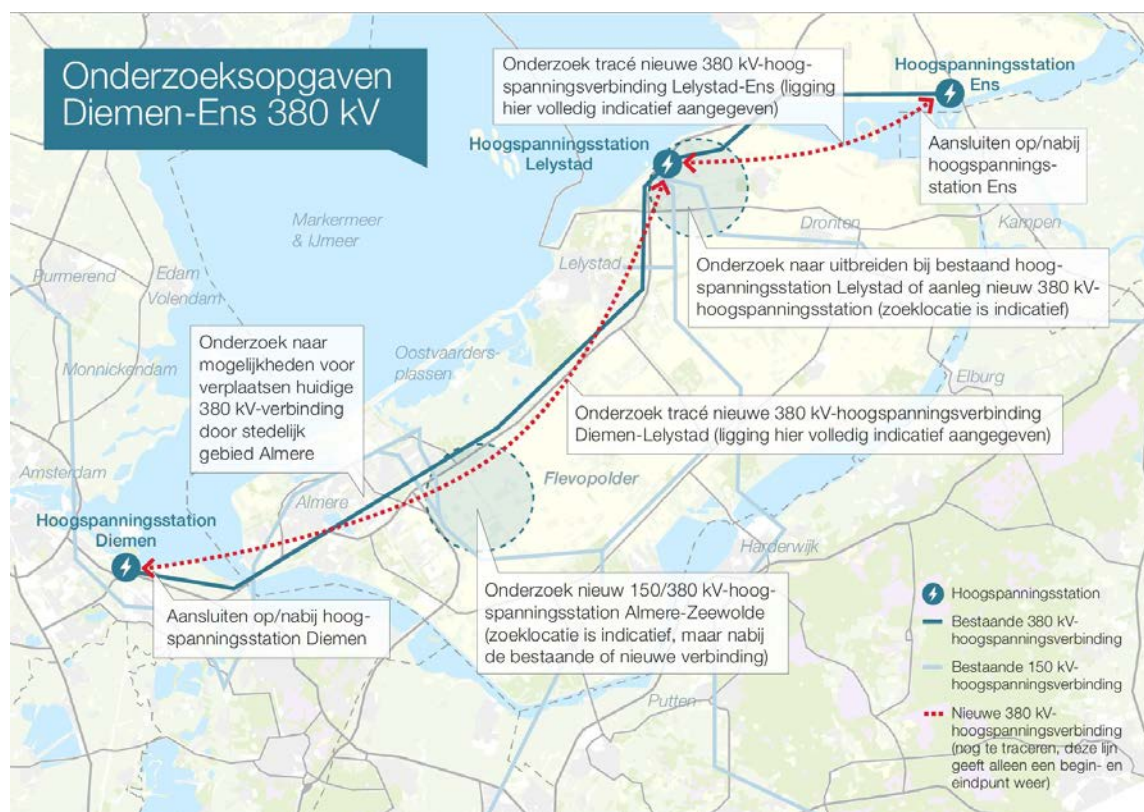 Onderzoeksopgaven
Diemen-Ens 380 kV
Onderzoek tracé nieuwe 380 kV-hoog-
spanningsverbinding Lelystad-Ens (ligging
hier volledig indicatief aangegeven)
Hoogspanningsstation
Ens
Hoogspanningsstation
Lelystad
Aansluiten op/nabij
hoogspannings-
station Ens
Markermeer
& IJmeer
Dronten
Kampen
Purmerend
Edam
Volendam
Lelystad
Onderzoek naar uitbreiden bij bestaand hoog-
spanningsstation Lelystad of aanleg nieuw 380 kV-
hoogspanningsstation (zoeklocatie is indicatief)
Onderzoek naar
mogelijkheden voor
verplaatsen huidige
380 kV-verbinding
door stedelijk
gebied Almere
Monnickendam
Oostvaarders-
plassen
Elburg
Onderzoek tracé nieuwe 380 kV-hoogspanningsverbinding
Diemen-Lelystad (ligging hier volledig indicatief aangegeven)
Amsterdam
Almere
Flevopolder
Hoogspanningsstation
Diemen
Harderwijk
Aansluiten op/nabij hoog-
spanningsstation Diemen
Onderzoek nieuw 150/380 kV-hoog-
spanningsstation Almere-Zeewolde
(zoeklocatie is indicatief, maar nabij
de bestaande of nieuwe verbinding)
Putten
Hoogspanningsstation
Bestaande 380 kV-
hoogspanningsverbinding
Bestaande 150 kV-
hoogspanningsverbinding
Nieuwe 380 kV-
hoogspanningsverbinding
(nog te traceren, deze lijn
geeft alleen een begin- en
eindpunt weer)